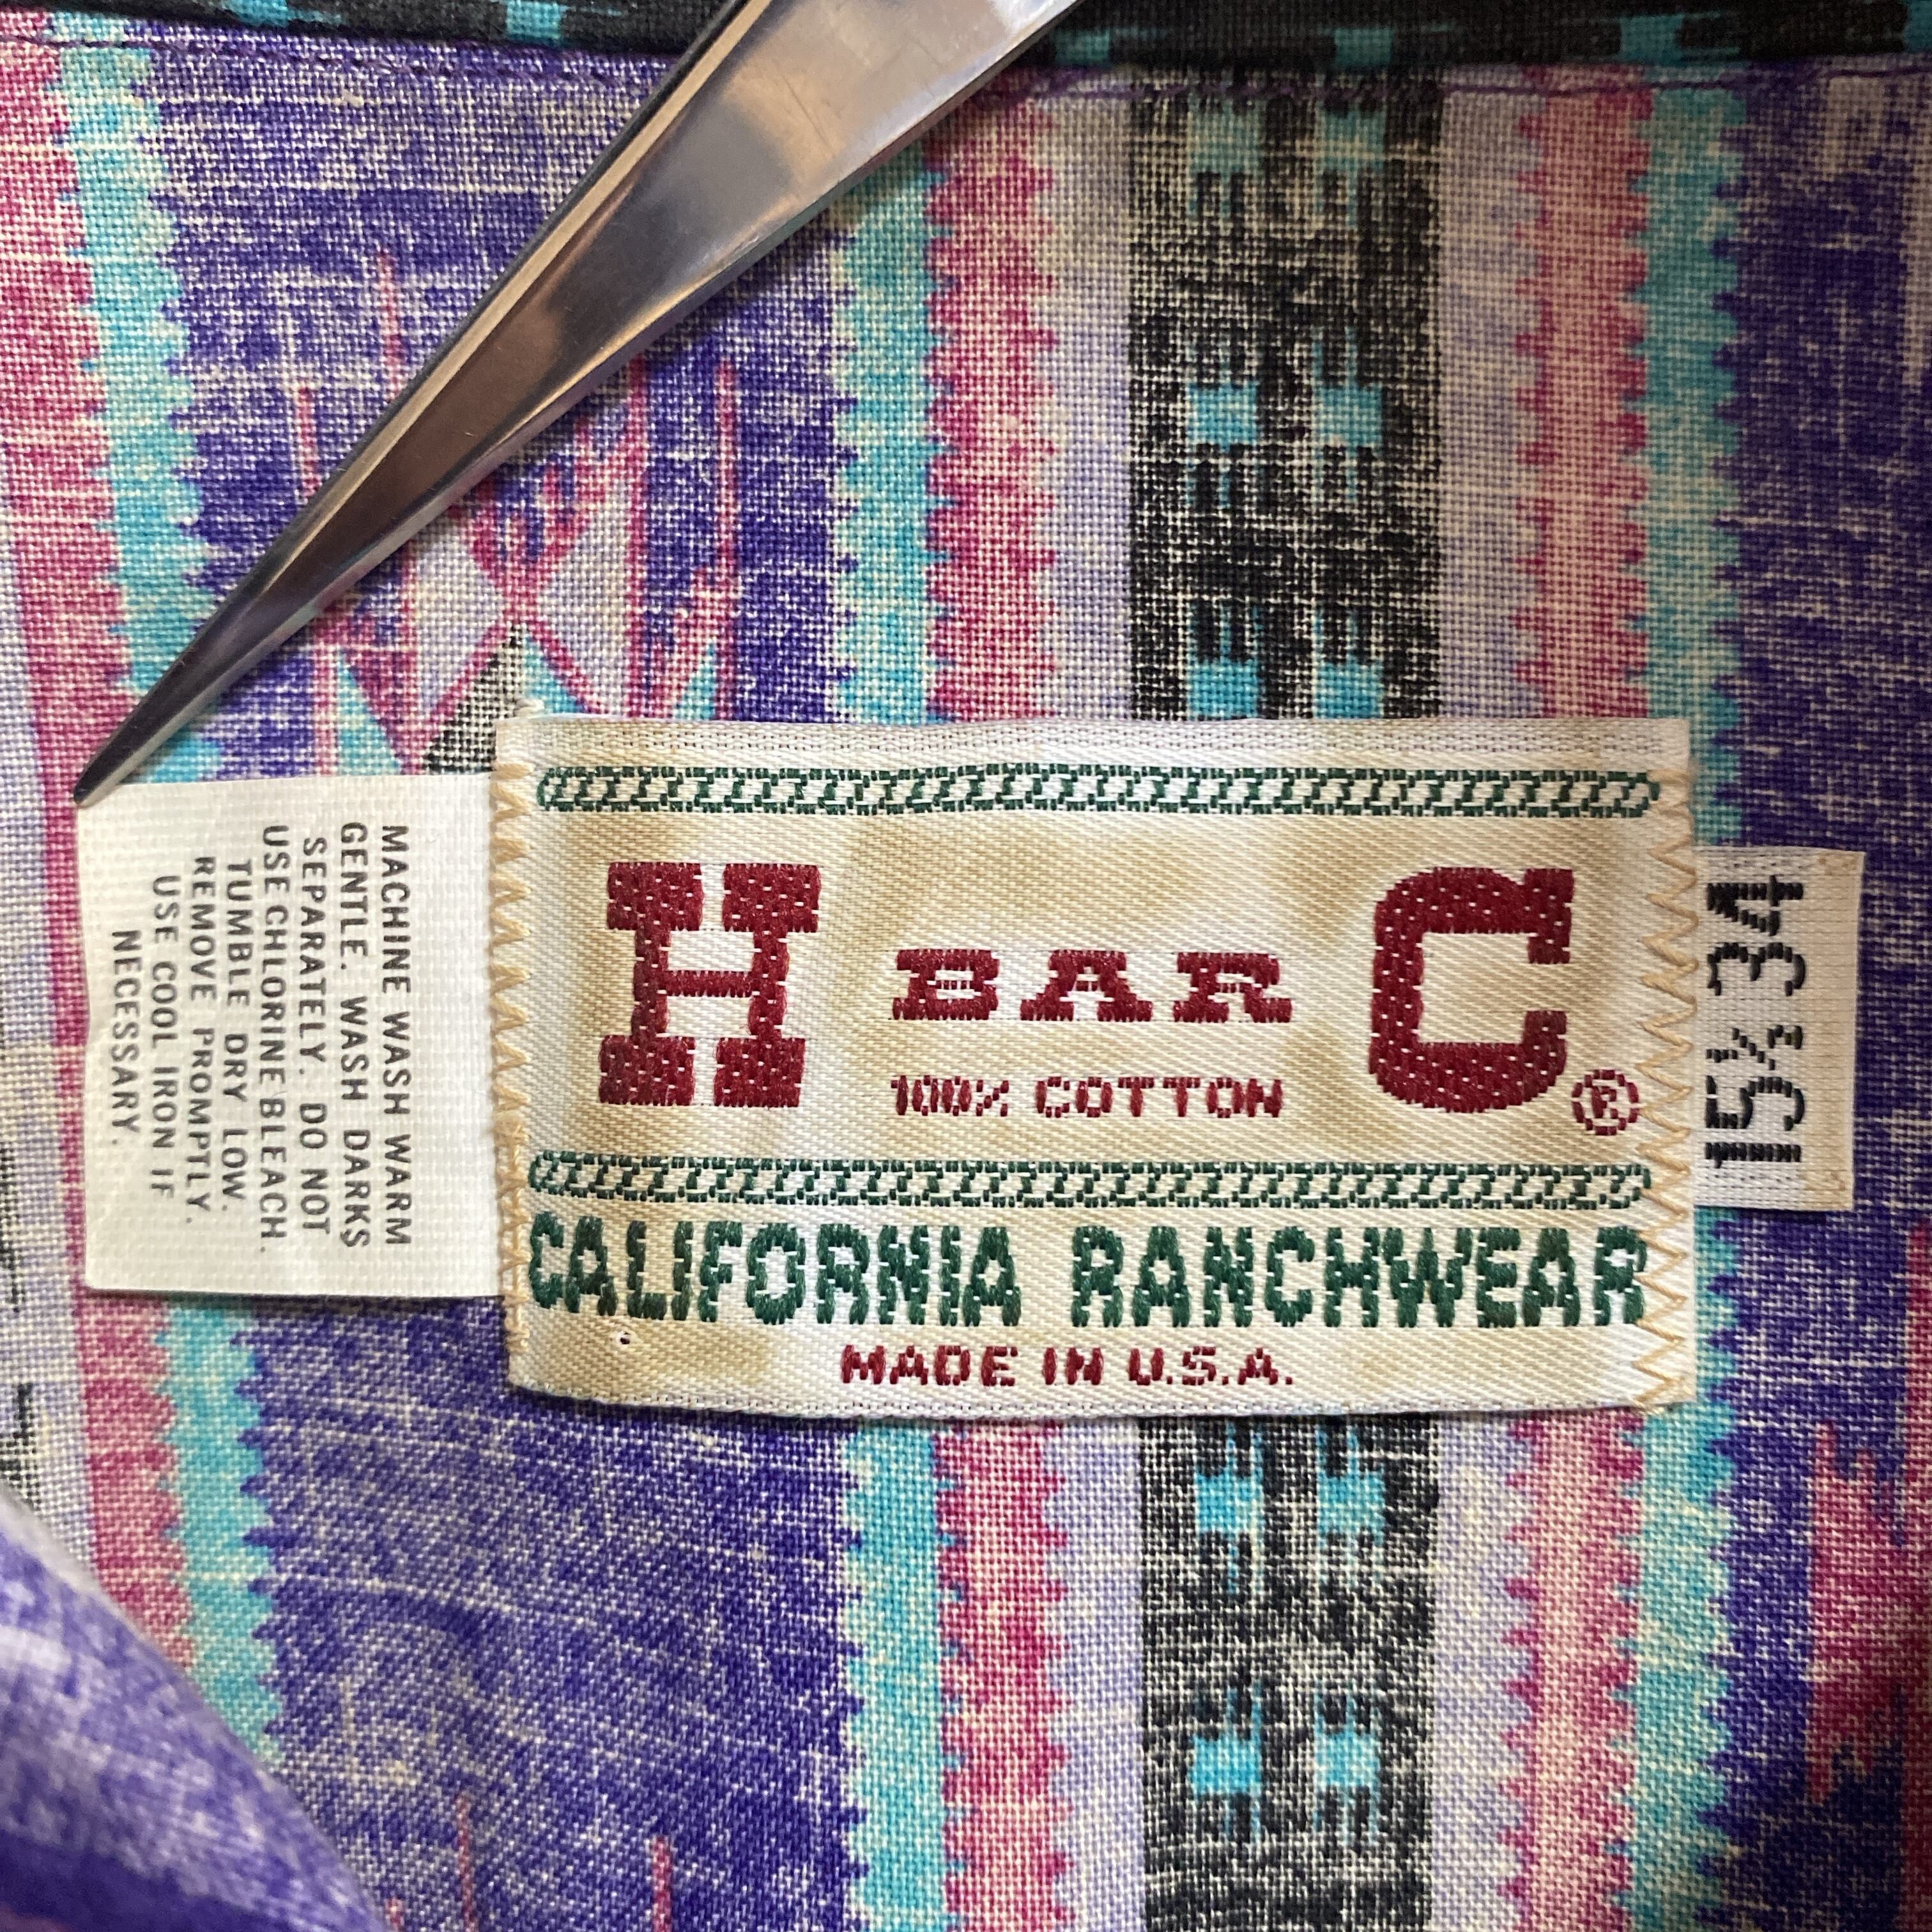 MACHINE WASH WARM
GENTLE. WASH DARKS
SEPARATELY. DO NOT
USE CHLORINE BLEACH.
TUMBLE DRY LOW.
REMOVE PROMPTLY.
USE COOL IRON IF
NECESSARY.
H BAR C®
100% COTTON
CALIFORNIA RANCHWEAR
MADE IN U.S.A.
15½ 34